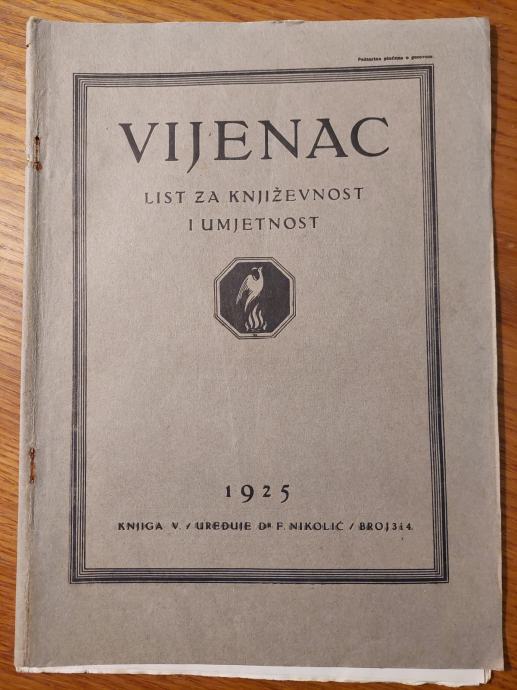 Poštarina plaćena u gotovom
VIJENAC
LIST ZA KNJIŽEVNOST
I UMJETNOST
1925
KNJIGA V. / UREĐUJE DR F. NIKOLIĆ / BROJ 3 i 4.